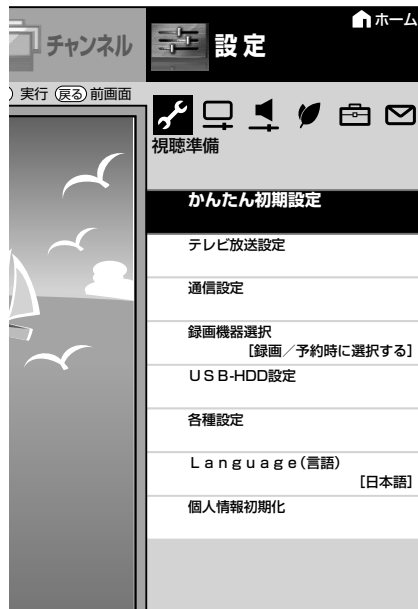 チャンネル
設定
ホーム
実行 戻る 前画面
視聴準備
かんたん初期設定
テレビ放送設定
通信設定
録画機器選択
[録画/予約時に選択する]
USB-HDD設定
各種設定
Language(言語)
[日本語]
個人情報初期化